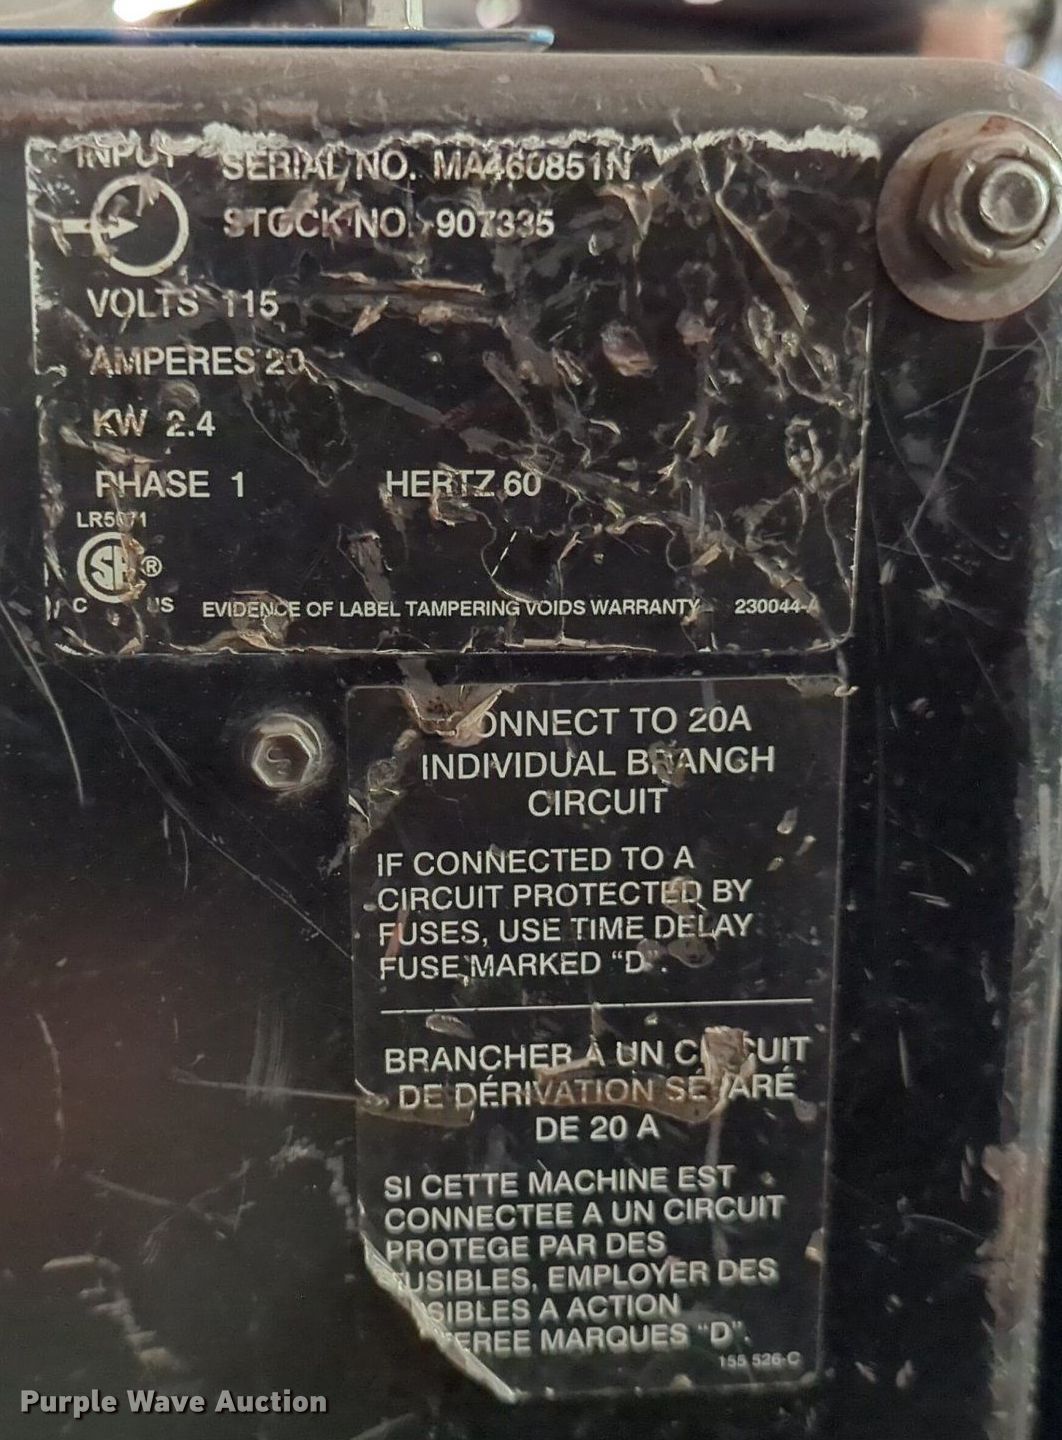 INPUT
SERIAL NO. MA460851N
STOCK NO. 907335
VOLTS 115
AMPERES 20
KW 2.4
PHASE 1 HERTZ 60
SA ®
C US
EVIDENCE OF LABEL TAMPERING VOIDS WARRANTY 230044-A
CONNECT TO 20A
INDIVIDUAL BRANCH
CIRCUIT
IF CONNECTED TO A
CIRCUIT PROTECTED BY
FUSES, USE TIME DELAY
FUSE MARKED “D”.
BRANCHER À UN CIRCUIT
DE DÉRIVATION SÉPARÉ
DE 20 A
SI CETTE MACHINE EST
CONNECTEE A UN CIRCUIT
PROTEGE PAR DES
FUSIBLES, EMPLOYER DES
FUSIBLES A ACTION
MARQUES “D”.
155 526-C
Purple Wave Auction